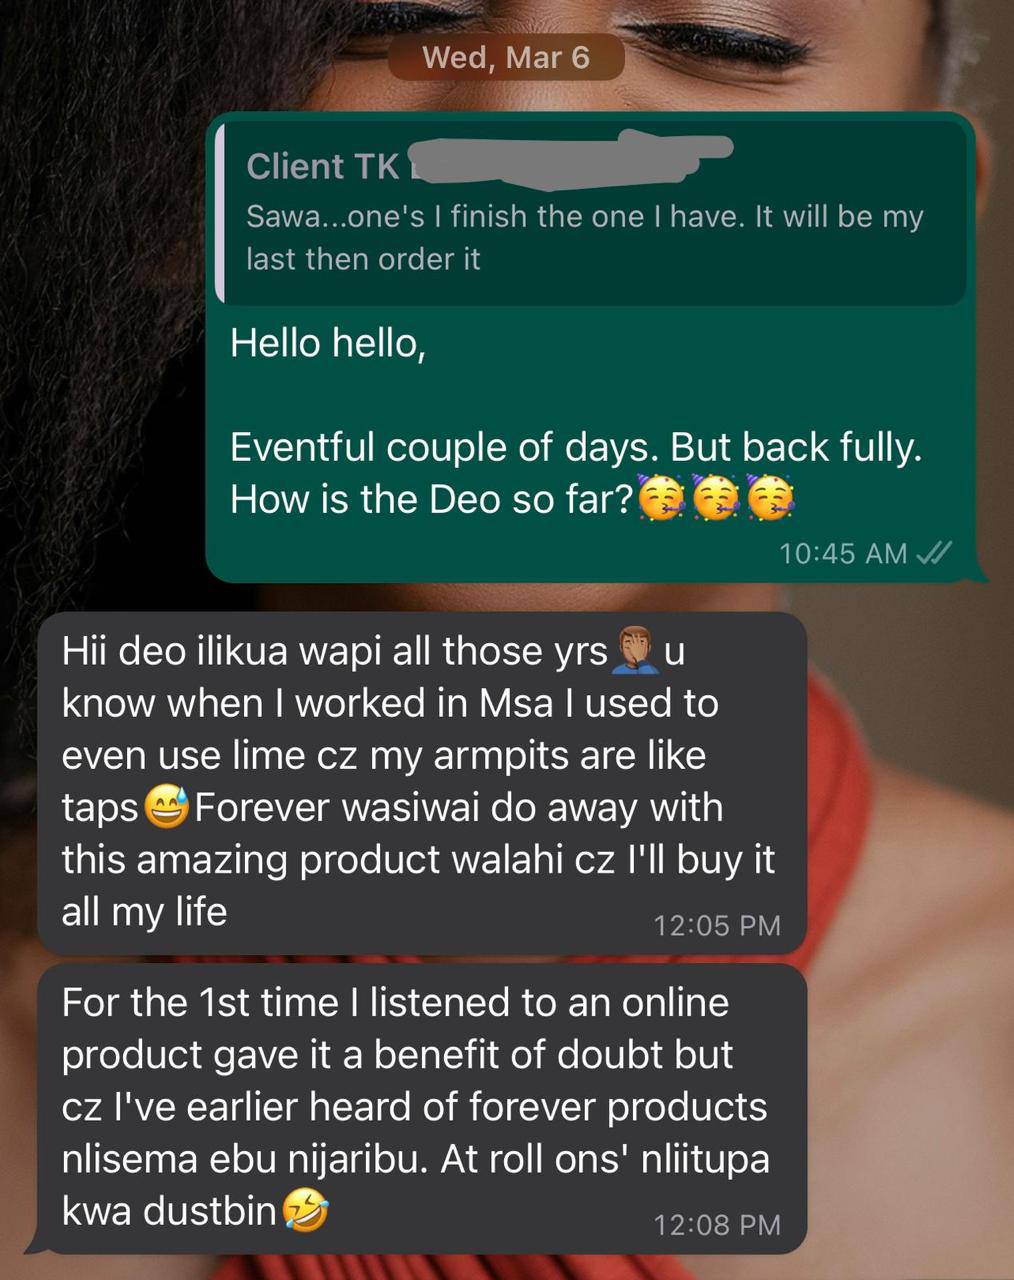 Wed, Mar 6
Client TK
Sawa...one's I finish the one I have. It will be my
last then order it
Hello hello,
Eventful couple of days. But back fully.
How is the Deo so far?🥳🥳🥳
10:45 AM
Hii deo ilikua wapi all those yrs🤦🏽‍♂️u
know when I worked in Msa I used to
even use lime cz my armpits are like
taps😅Forever wasiwai do away with
this amazing product walahi cz I'll buy it
all my life
12:05 PM
For the 1st time I listened to an online
product gave it a benefit of doubt but
cz I've earlier heard of forever products
nlisema ebu nijaribu. At roll ons' nliitupa
kwa dustbin🤣
12:08 PM